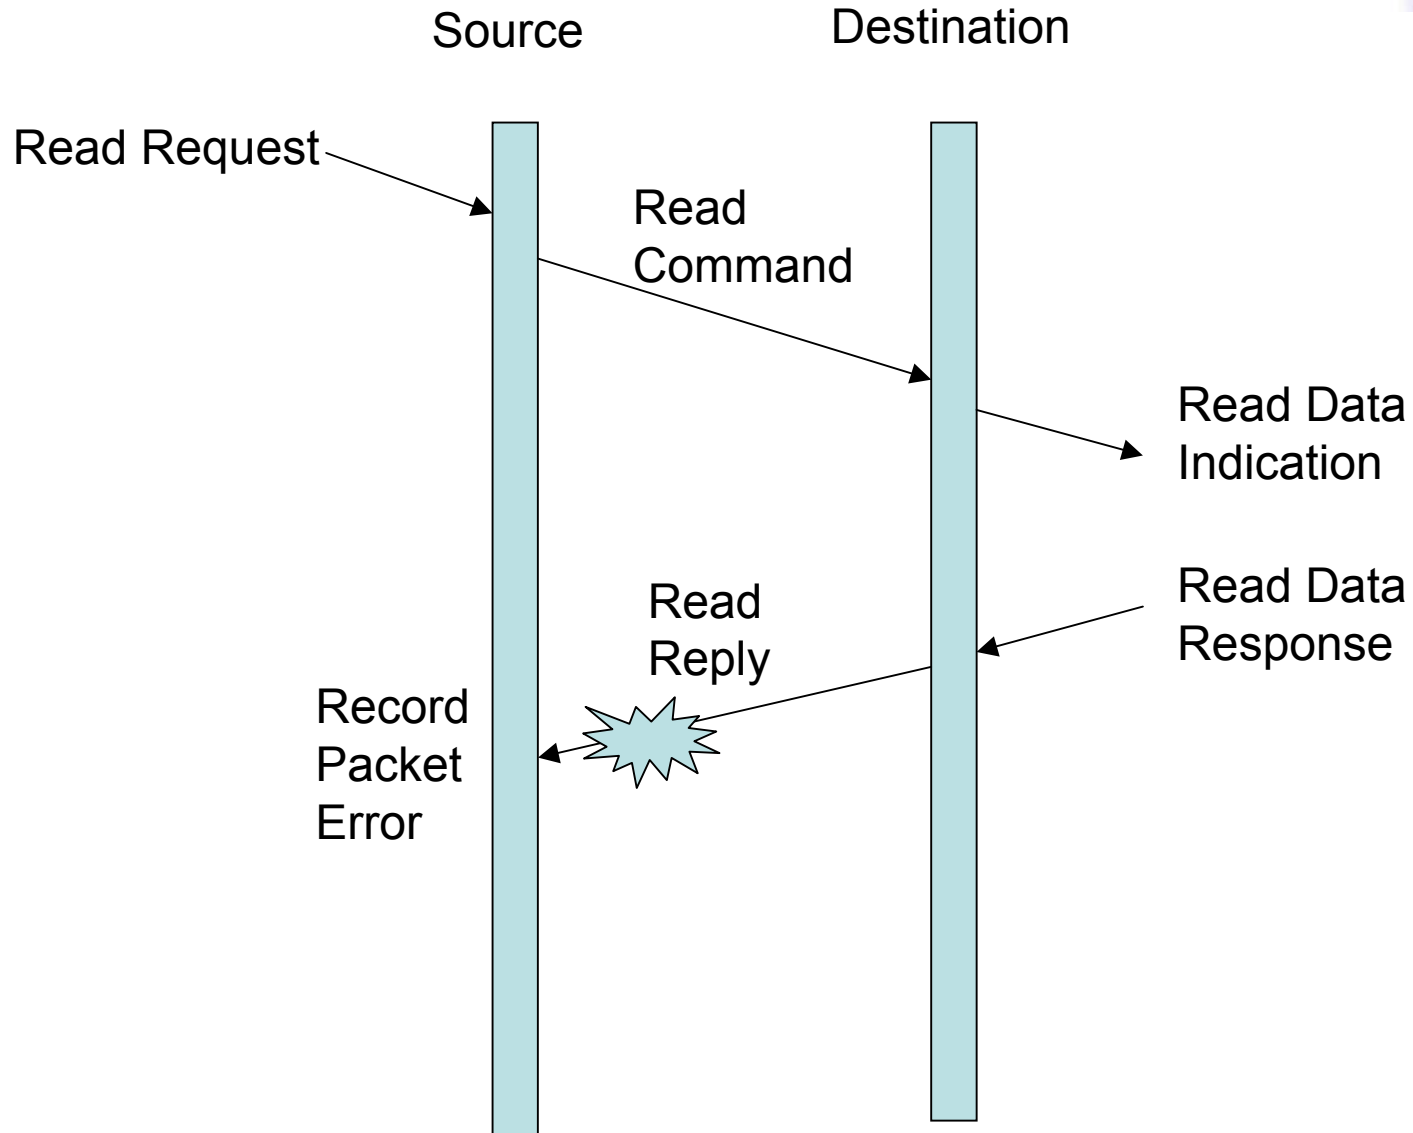 Source
Destination
Read Request
Read
Command
Read Data
Indication
Read Data
Response
Read
Reply
Record
Packet
Error